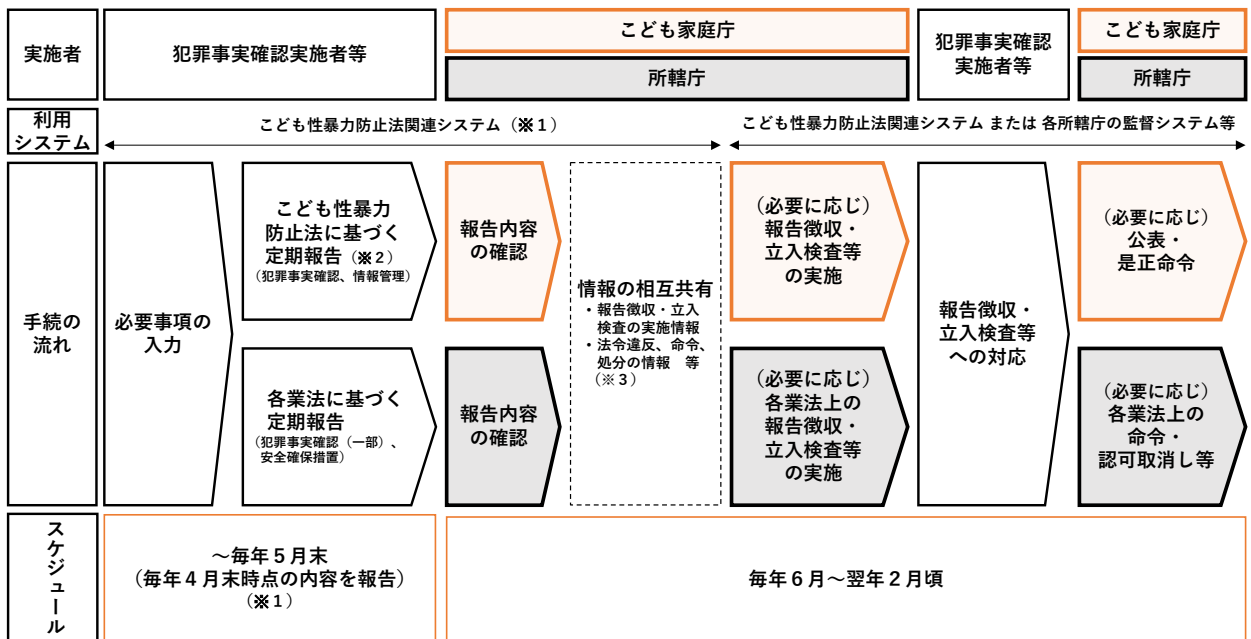 実施者
犯罪事実確認実施者等
こども家庭庁
所轄庁
犯罪事実確認
実施者等
こども家庭庁
所轄庁
利用
システム
こども性暴力防止法関連システム（※１）
こども性暴力防止法関連システム または 各所轄庁の監督システム等
手続の
流れ
必要事項の
入力
こども性暴力
防止法に基づく
定期報告（※２）
（犯罪事実確認、情報管理）
各業法に基づく
定期報告
（犯罪事実確認（一部）、
安全確保措置）
報告内容
の確認
報告内容
の確認
情報の相互共有
・報告徴収・立入
検査の実施情報
・法令違反、命令、
処分の情報　等
（※３）
（必要に応じ）
報告徴収・
立入検査等
の実施
（必要に応じ）
各業法上の
報告徴収・
立入検査等
の実施
報告徴収・
立入検査等
への対応
（必要に応じ）
公表・
是正命令
（必要に応じ）
各業法上の
命令・
認可取消し等
スケジュール
～毎年５月末
（毎年４月末時点の内容を報告）
（※１）
毎年６月～翌年２月頃